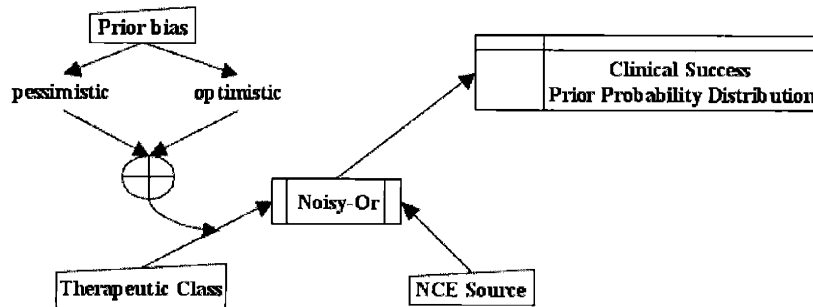 Prior bias
pessimistic
optimistic
Clinical Success
Prior Probability Distribution
Noisy-Or
Therapeutic Class
NCE Source